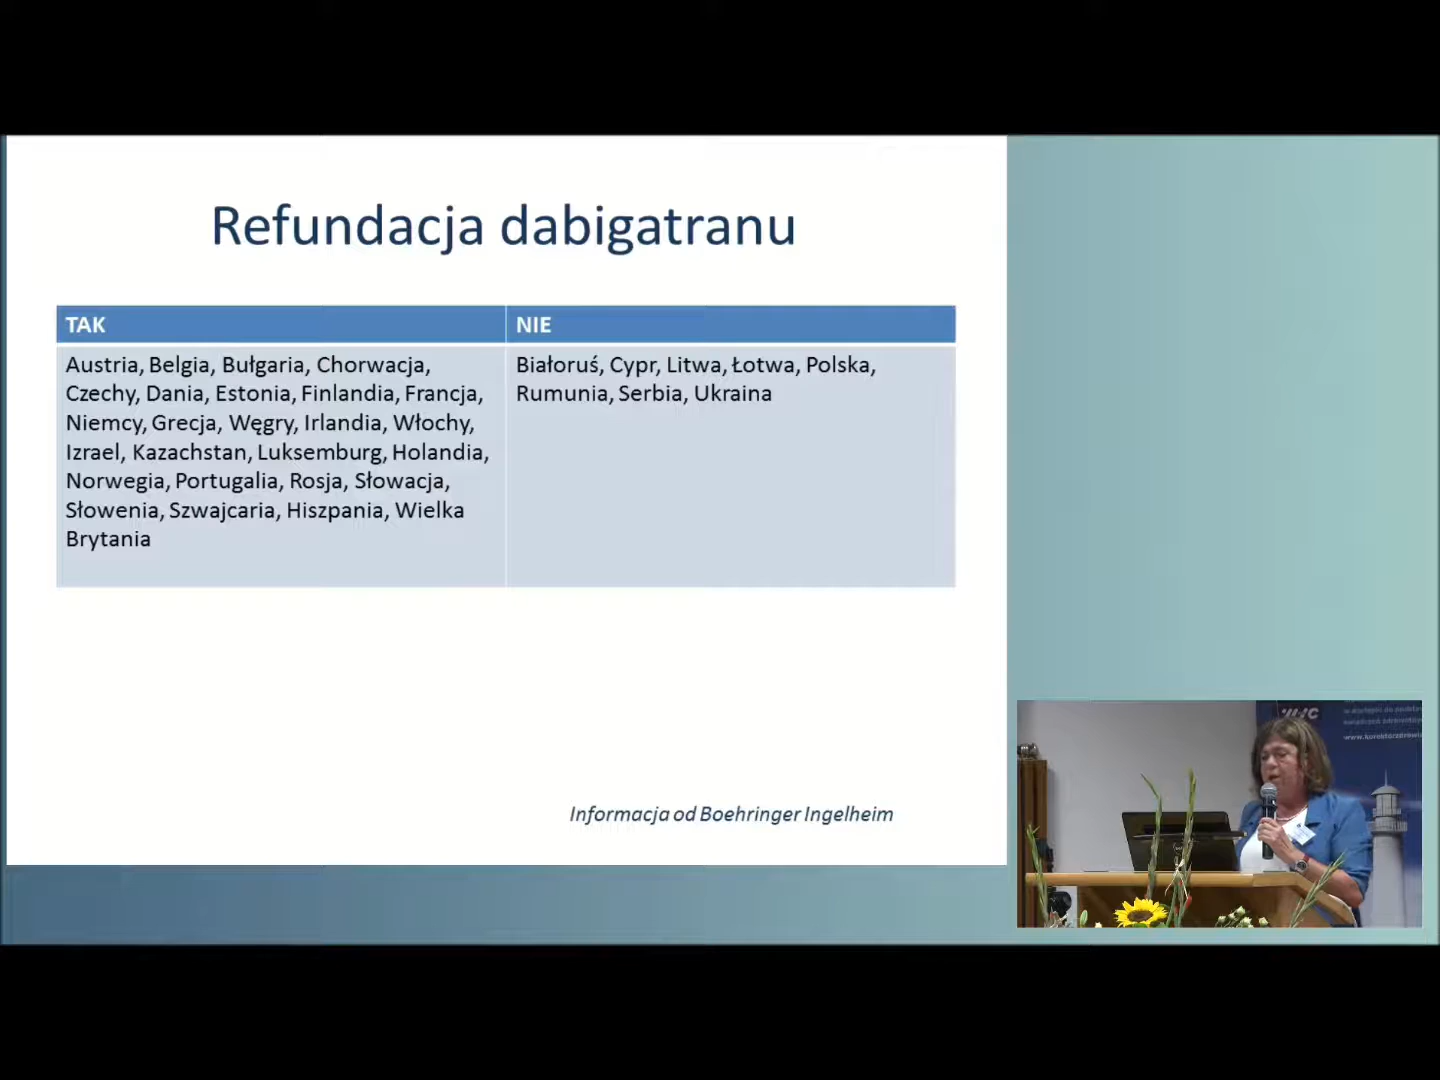 Refundacja dabigatranu
TAK
NIE
Austria, Belgia, Bułgaria, Chorwacja,
Czechy, Dania, Estonia, Finlandia, Francja,
Niemcy, Grecja, Węgry, Irlandia, Włochy,
Izrael, Kazachstan, Luksemburg, Holandia,
Norwegia, Portugalia, Rosja, Słowacja,
Słowenia, Szwajcaria, Hiszpania, Wielka
Brytania
Białoruś, Cypr, Litwa, Łotwa, Polska,
Rumunia, Serbia, Ukraina
Informacja od Boehringer Ingelheim